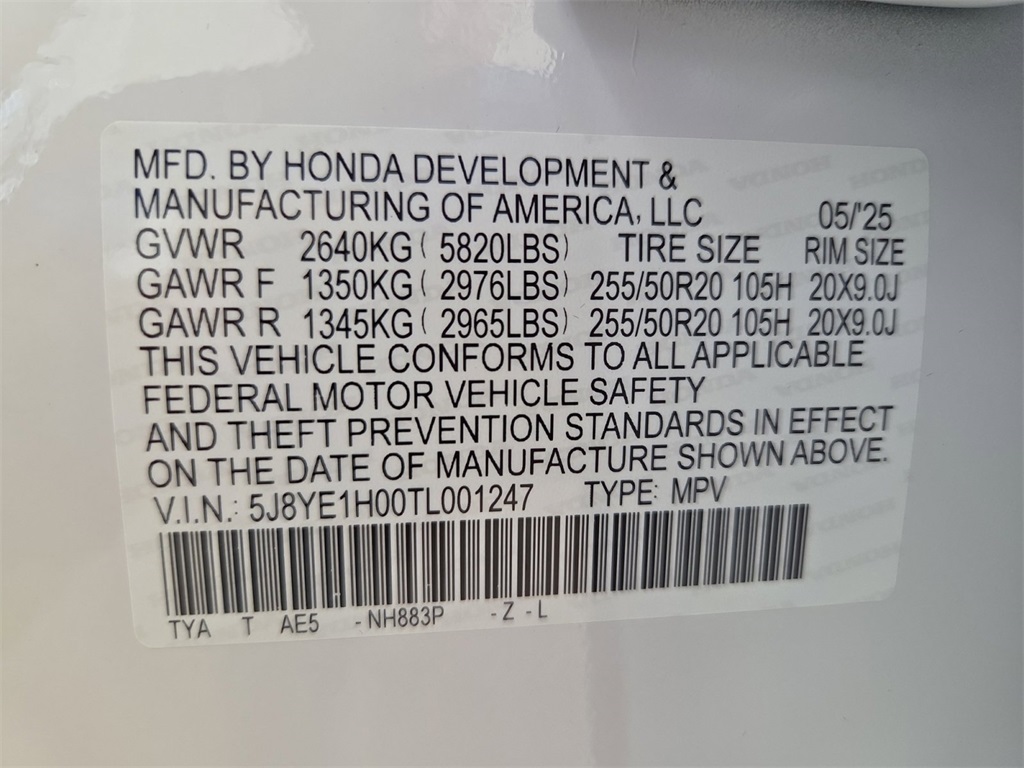 MFD. BY HONDA DEVELOPMENT &
MANUFACTURING OF AMERICA, LLC 05/'25
GVWR 2640KG ( 5820LBS) TIRE SIZE RIM SIZE
GAWR F 1350KG ( 2976LBS) 255/50R20 105H 20X9.0J
GAWR R 1345KG ( 2965LBS) 255/50R20 105H 20X9.0J
THIS VEHICLE CONFORMS TO ALL APPLICABLE
FEDERAL MOTOR VEHICLE SAFETY
AND THEFT PREVENTION STANDARDS IN EFFECT
ON THE DATE OF MANUFACTURE SHOWN ABOVE.
V.I.N.: 5J8YE1H00TL001247 TYPE: MPV
TYA T AE5 -NH883P -Z -L